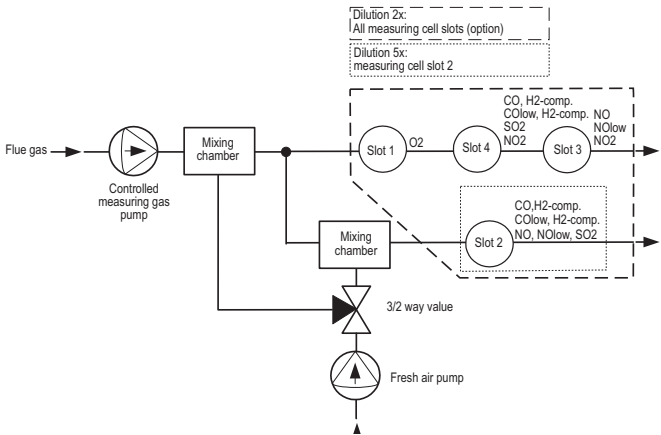 Dilution 2x:
All measuring cell slots (option)
Dilution 5x:
measuring cell slot 2
Flue gas
Controlled
measuring gas
pump
Mixing
chamber
Slot 1
O2
CO, H2-comp.
COlow, H2-comp.
SO2
NO2
Slot 4
NO
NOlow
NO2
Slot 3
Mixing
chamber
CO,H2-comp.
COlow, H2-comp.
NO, NOlow, SO2
Slot 2
3/2 way value
Fresh air pump